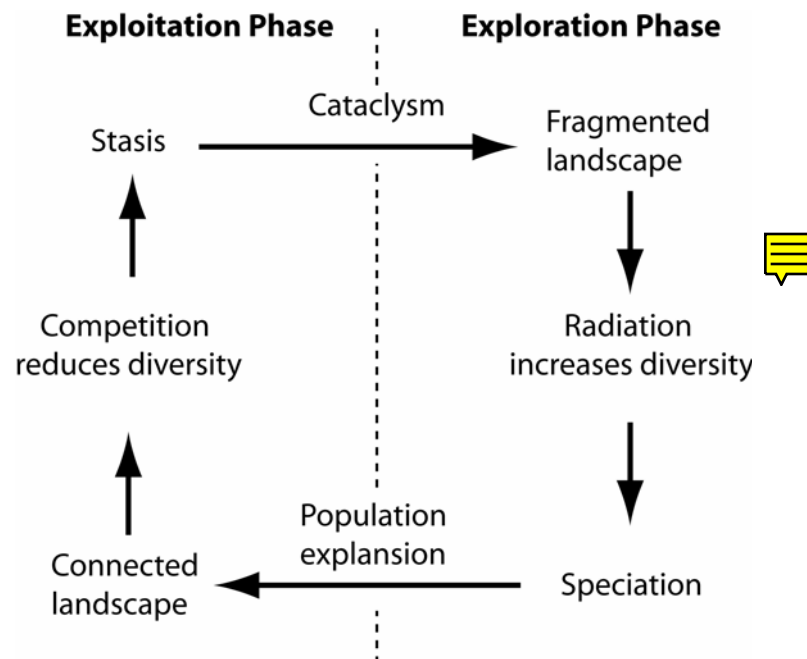 Exploitation Phase
Exploration Phase
Cataclysm
Stasis
Fragmented
landscape
Competition
reduces diversity
Radiation
increases diversity
Population
explansion
Connected
landscape
Speciation